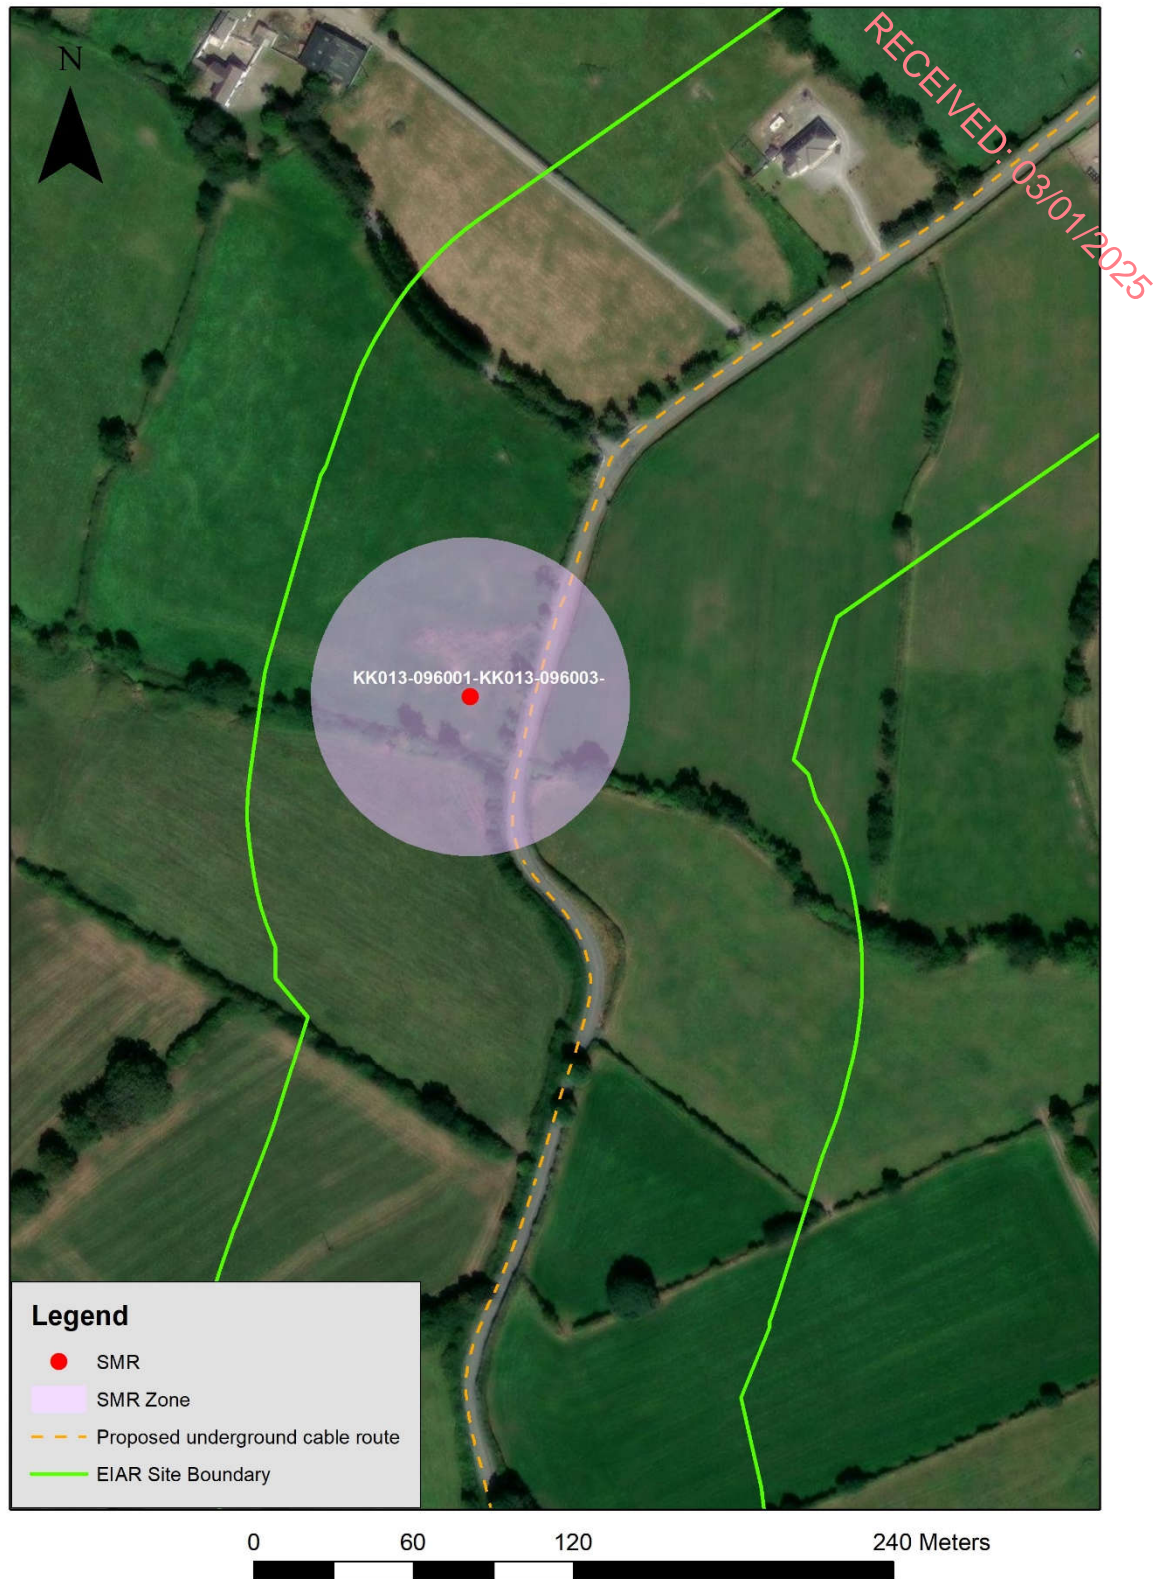 N
RECEIVED: 03/01/2025
KK013-096001-KK013-096003-
Legend
SMR
SMR Zone
Proposed underground cable route
EIAR Site Boundary
0 60 120 240 Meters